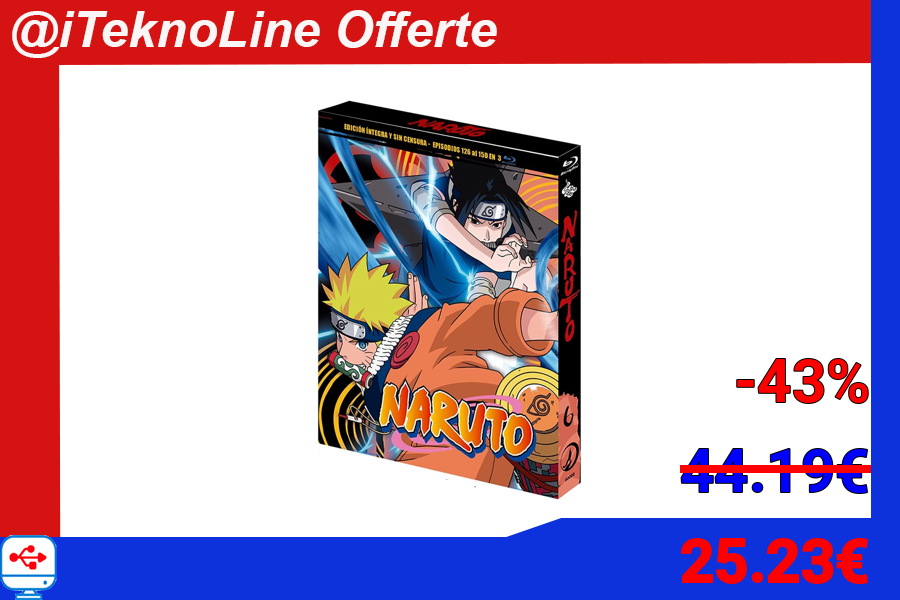 @iTeknoLine Offerte
NARUTO
EDICIÓN ÍNTEGRA Y SIN CENSURA - EPISODIOS 126 al 150 EN 3
NARUTO
NARUTO
6
-43%
44.19€
25.23€